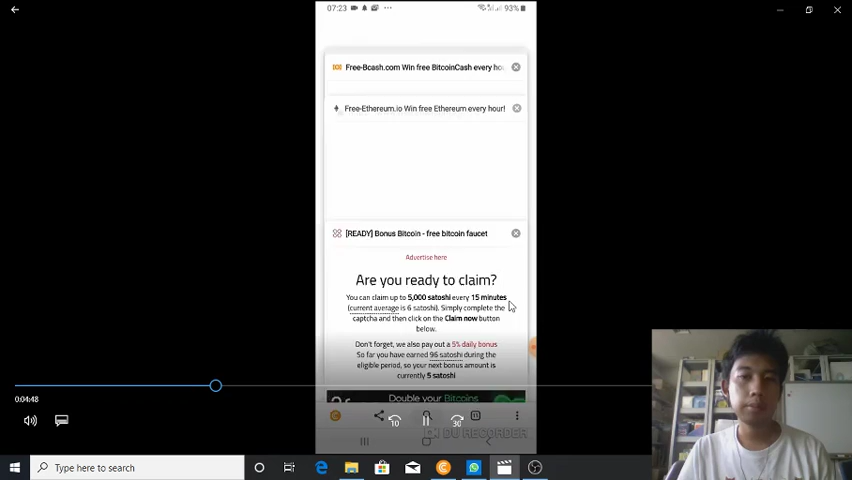 07:23
93%
Free-Bcash.com Win free BitcoinCash every hou
Free-Ethereum.io Win free Ethereum every hour!
[READY] Bonus Bitcoin - free bitcoin faucet
Advertise here
Are you ready to claim?
You can claim up to 5,000 satoshi every 15 minutes
(current average is 6 satoshi). Simply complete the
captcha and then click on the Claim now button
below.
Don't forget, we also pay out a 5% daily bonus
So far you have earned 96 satoshi during the
eligible period, so your next bonus amount is
currently 5 satoshi
Double your Bitcoins
0:04:48
10
30
DU RECORDER
Type here to search